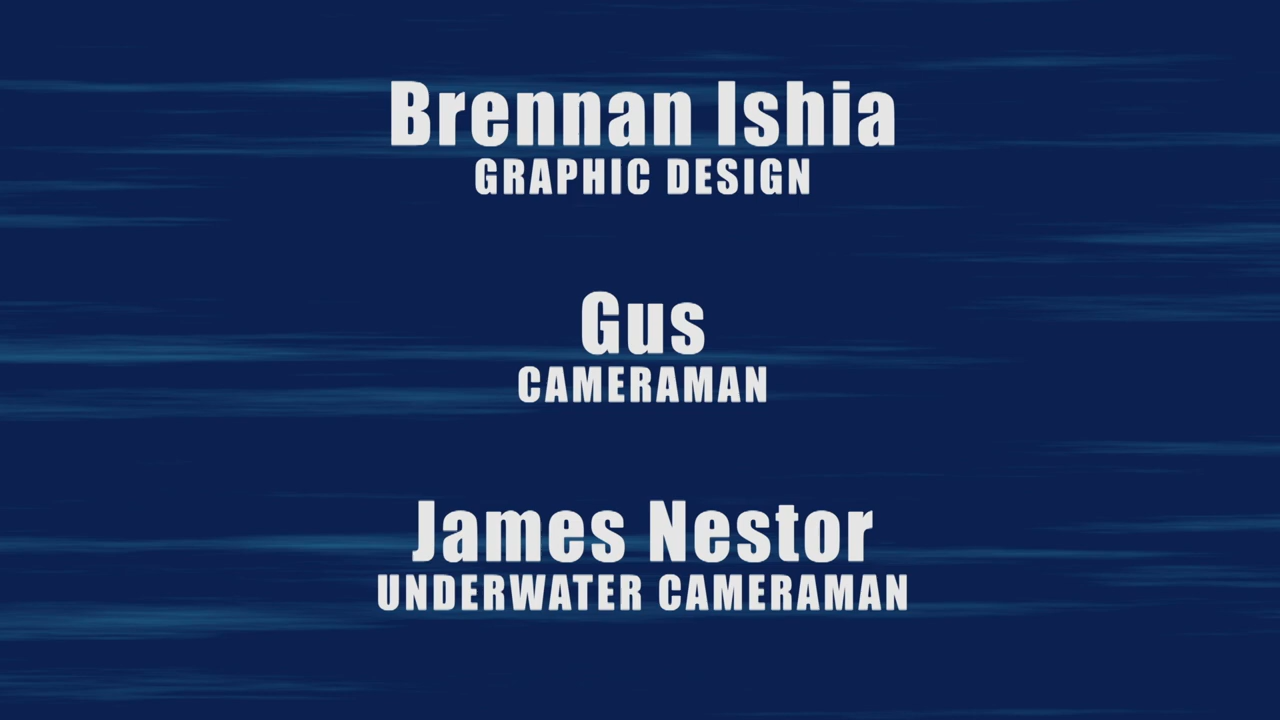 Brennan Ishia
GRAPHIC DESIGN
Gus
CAMERAMAN
James Nestor
UNDERWATER CAMERAMAN